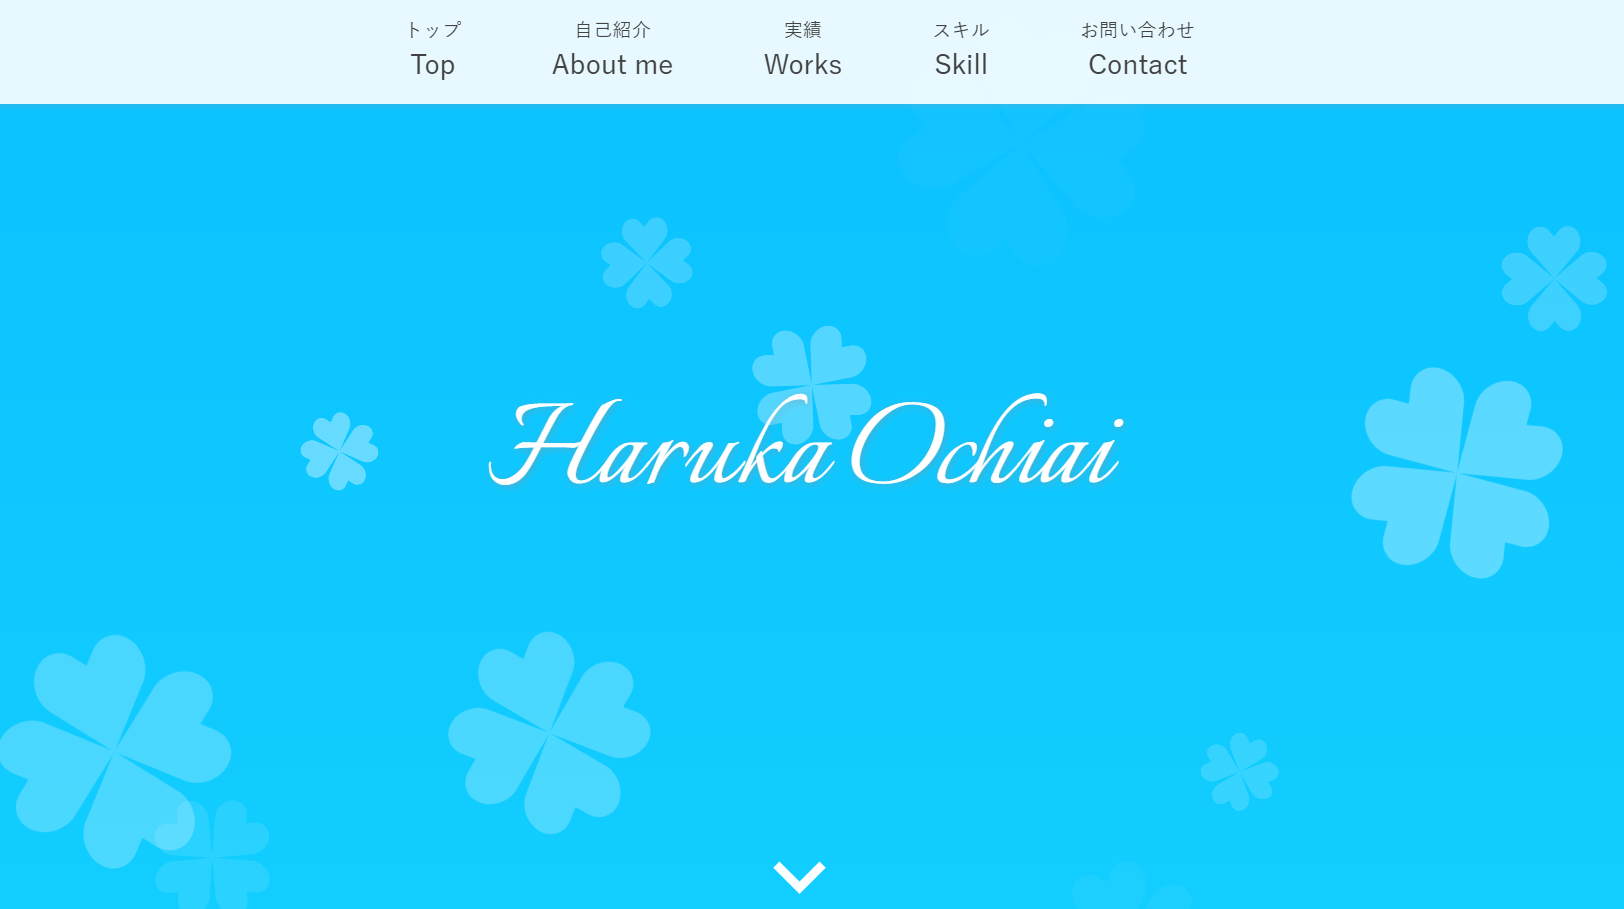 トップ
Top
自己紹介
About me
実績
Works
スキル
Skill
お問い合わせ
Contact
Haruka Ochiai